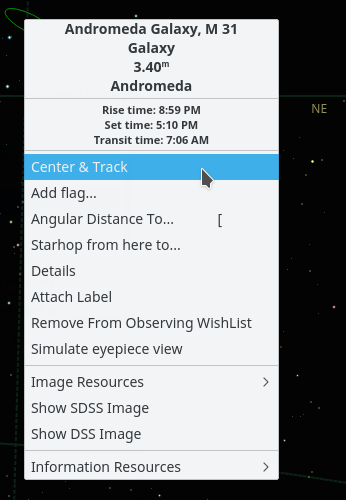 Andromeda Galaxy, M 31
Galaxy
3.40ᵐ
Andromeda
Rise time: 8:59 PM
Set time: 5:10 PM
Transit time: 7:06 AM
NE
Center & Track
Add flag...
Angular Distance To... [
Starhop from here to...
Details
Attach Label
Remove From Observing WishList
Simulate eyepiece view
Image Resources
Show SDSS Image
Show DSS Image
Information Resources